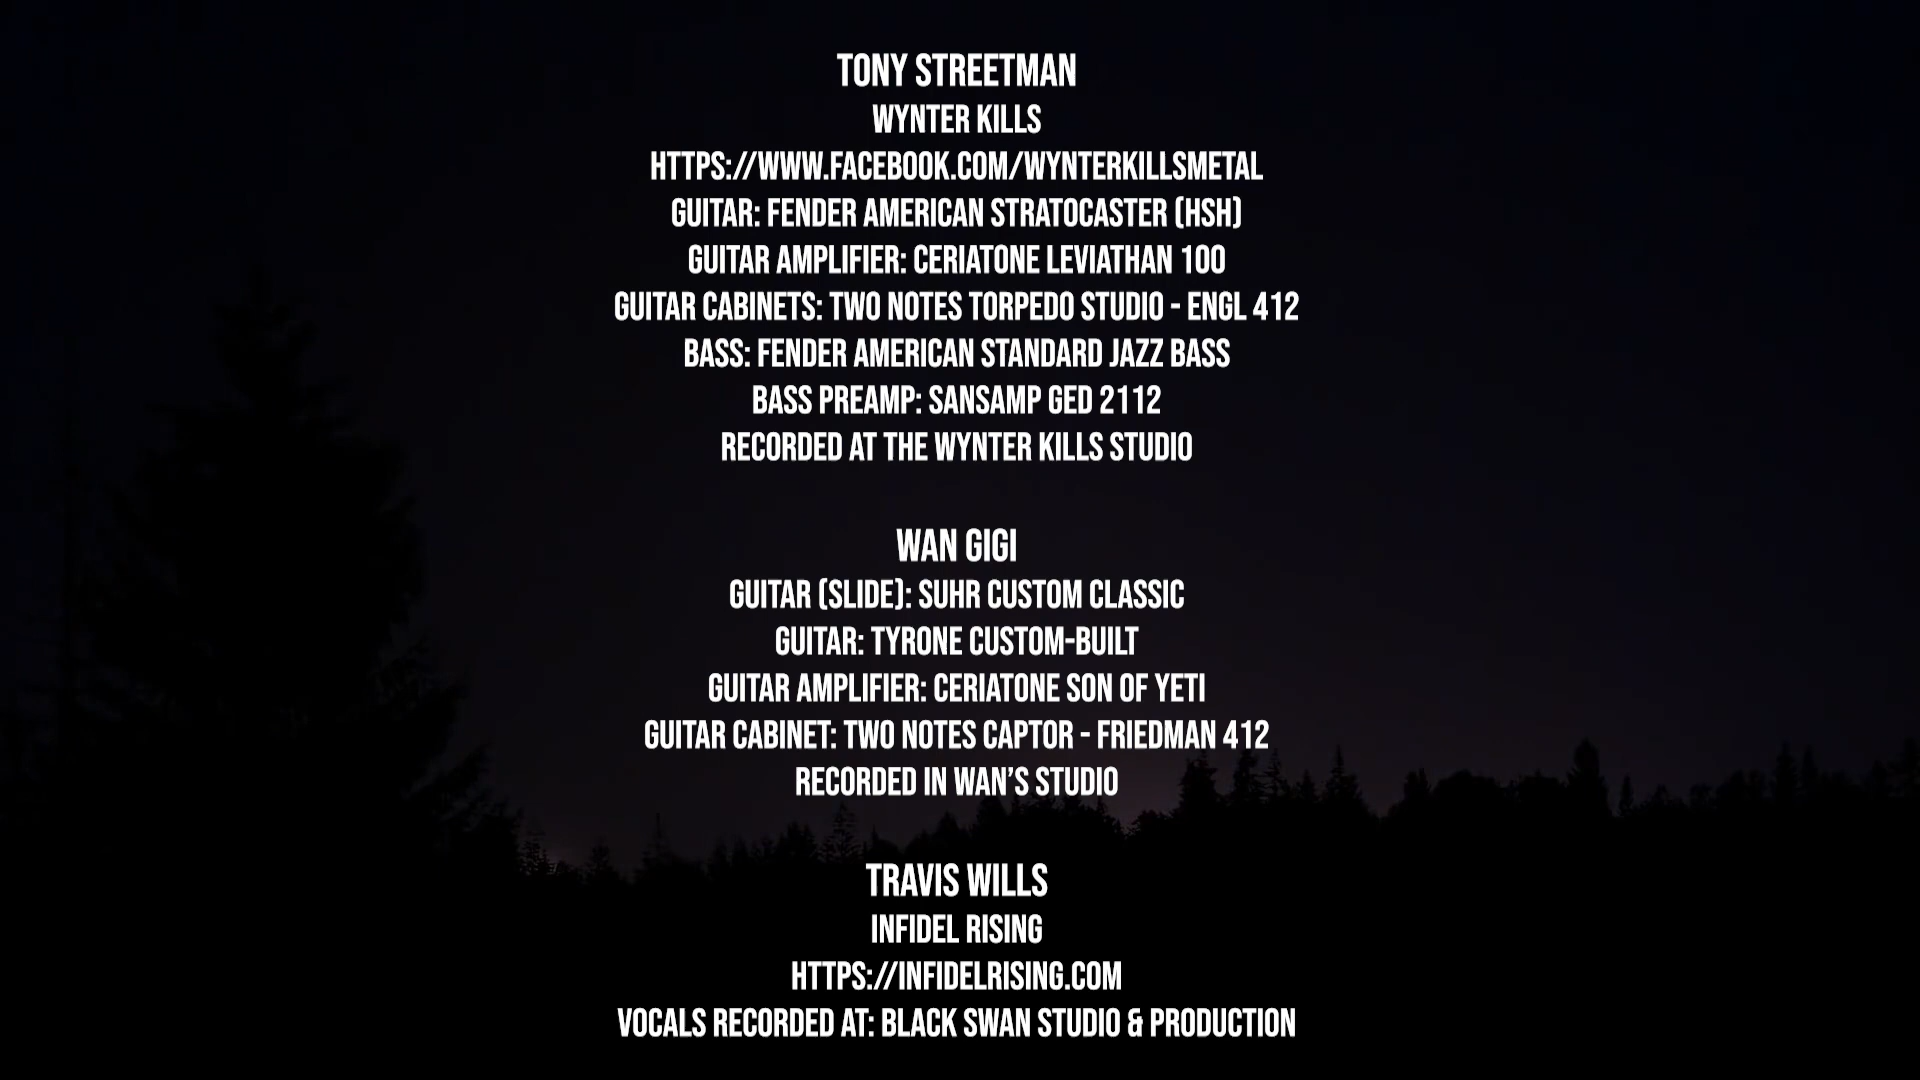 TONY STREETMAN
WYNTER KILLS
HTTPS://WWW.FACEBOOK.COM/WYNTERKILLSMETAL
GUITAR: FENDER AMERICAN STRATOCASTER (HSH)
GUITAR AMPLIFIER: CERIATONE LEVIATHAN 100
GUITAR CABINETS: TWO NOTES TORPEDO STUDIO - ENGL 412
BASS: FENDER AMERICAN STANDARD JAZZ BASS
BASS PREAMP: SANSAMP GED 2112
RECORDED AT THE WYNTER KILLS STUDIO
WAN GIGI
GUITAR (SLIDE): SUHR CUSTOM CLASSIC
GUITAR: TYRONE CUSTOM-BUILT
GUITAR AMPLIFIER: CERIATONE SON OF YETI
GUITAR CABINET: TWO NOTES CAPTOR - FRIEDMAN 412
RECORDED IN WAN’S STUDIO
TRAVIS WILLS
INFIDEL RISING
HTTPS://INFIDELRISING.COM
VOCALS RECORDED AT: BLACK SWAN STUDIO & PRODUCTION